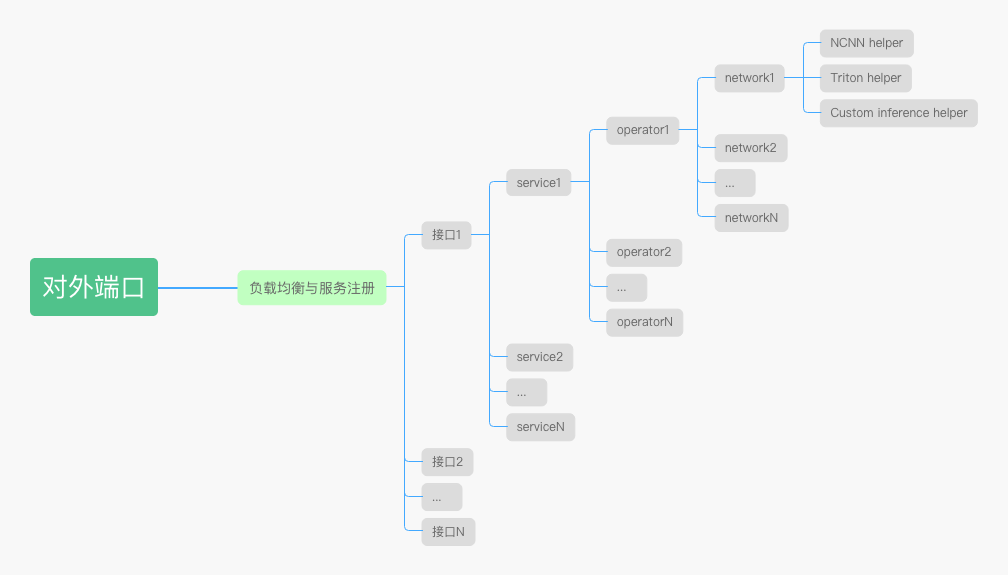 对外端口
负载均衡与服务注册
接口1
service1
operator1
network1
NCNN helper
Triton helper
Custom inference helper
network2
...
networkN
operator2
...
operatorN
service2
...
serviceN
接口2
...
接口N